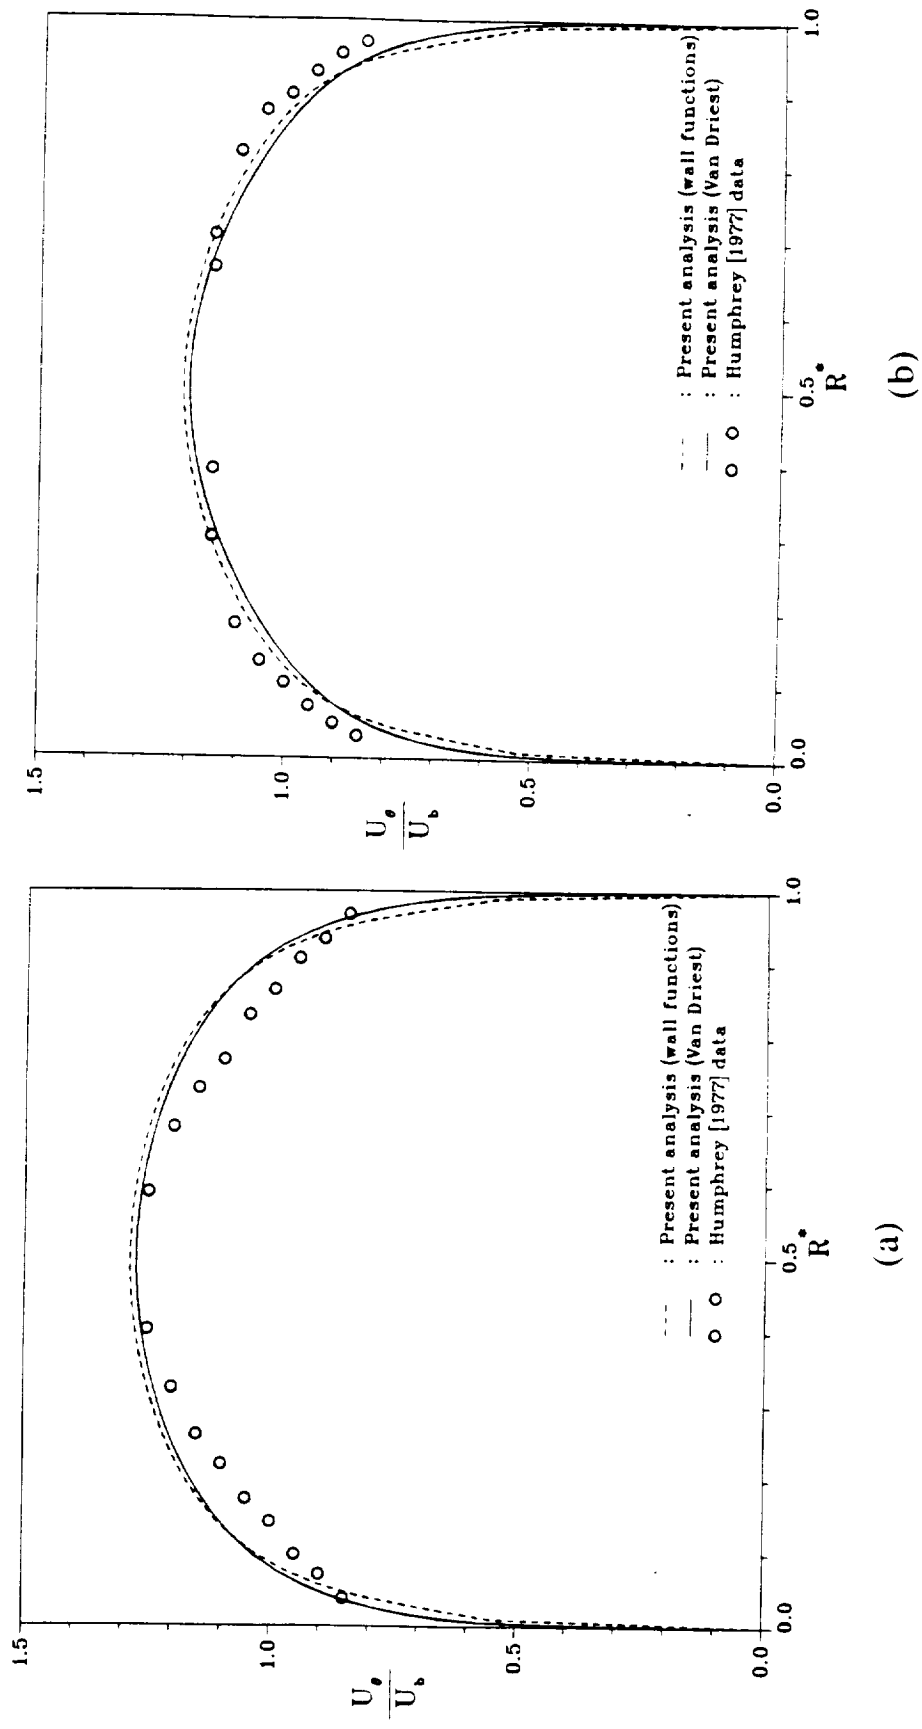 1.5
1.0
0.5
0.0
U_θ
U_b
: Present analysis (wall functions)
: Present analysis (Van Driest)
: Humphrey [1977] data
0.0
0.5
1.0
R*
(a)
1.5
1.0
0.5
0.0
U_θ
U_b
: Present analysis (wall functions)
: Present analysis (Van Driest)
: Humphrey [1977] data
0.0
0.5
1.0
R*
(b)